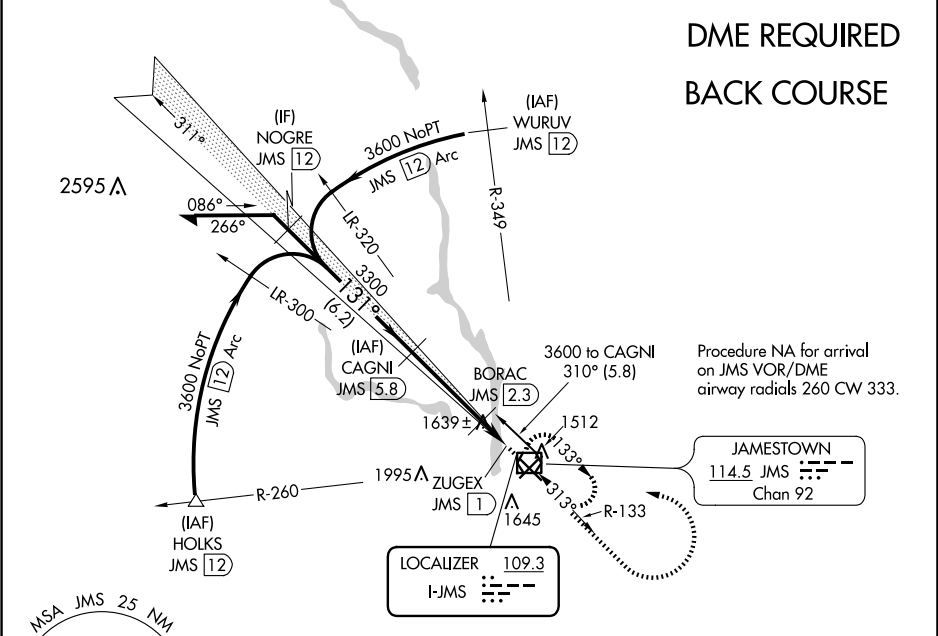 DME REQUIRED
BACK COURSE
311°
(IF)
NOGRE
JMS 12
3600 NoPT
JMS 12 Arc
(IAF)
WURUV
JMS 12
2595
086°
266°
LR-320
R-349
LR-300
3300
131°
(6.2)
3600 NoPT
JMS 12 Arc
(IAF)
CAGNI
JMS 5.8
BORAC
JMS 2.3
3600 to CAGNI
310° (5.8)
Procedure NA for arrival
on JMS VOR/DME
airway radials 260 CW 333.
1639±
1512
133°
JAMESTOWN
114.5 JMS
Chan 92
1995
ZUGEX
JMS 1
1645
313°
R-133
R-260
(IAF)
HOLKS
JMS 12
LOCALIZER 109.3
I-JMS
MSA JMS 25 NM